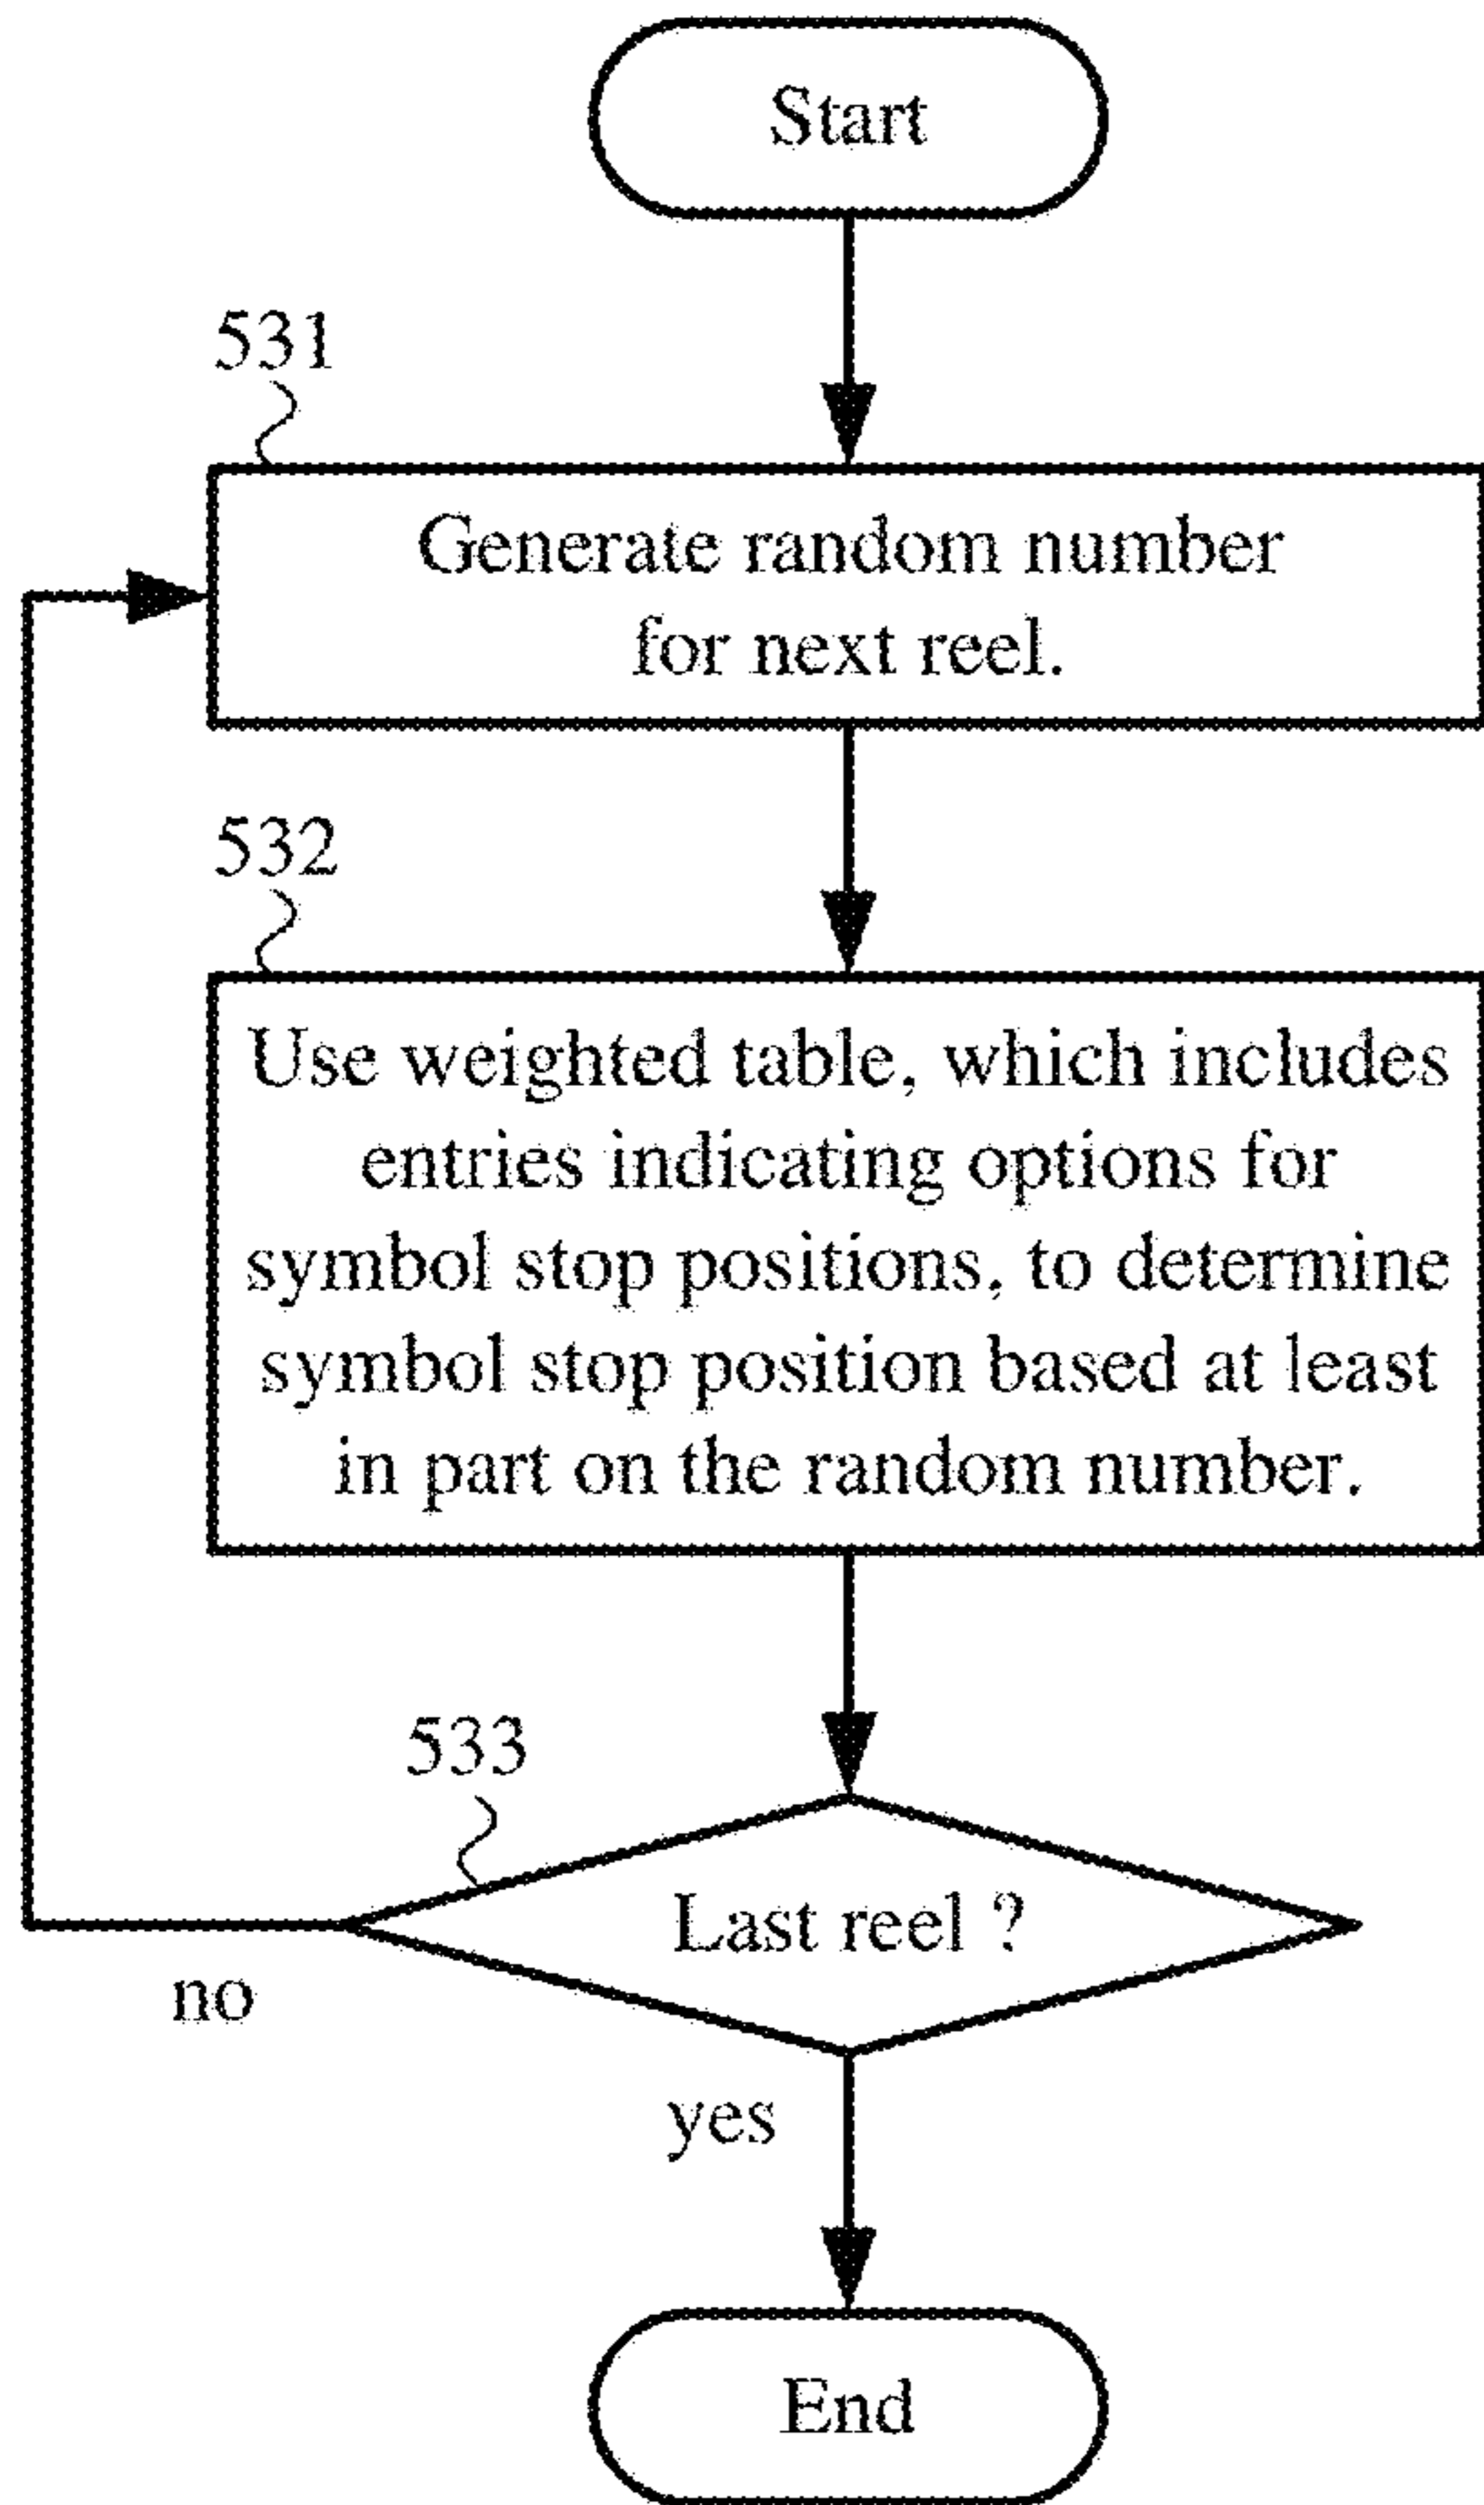 Start
531
Generate random number
for next reel.
532
Use weighted table, which includes
entries indicating options for
symbol stop positions, to determine
symbol stop position based at least
in part on the random number.
533
Last reel ?
no
yes
End